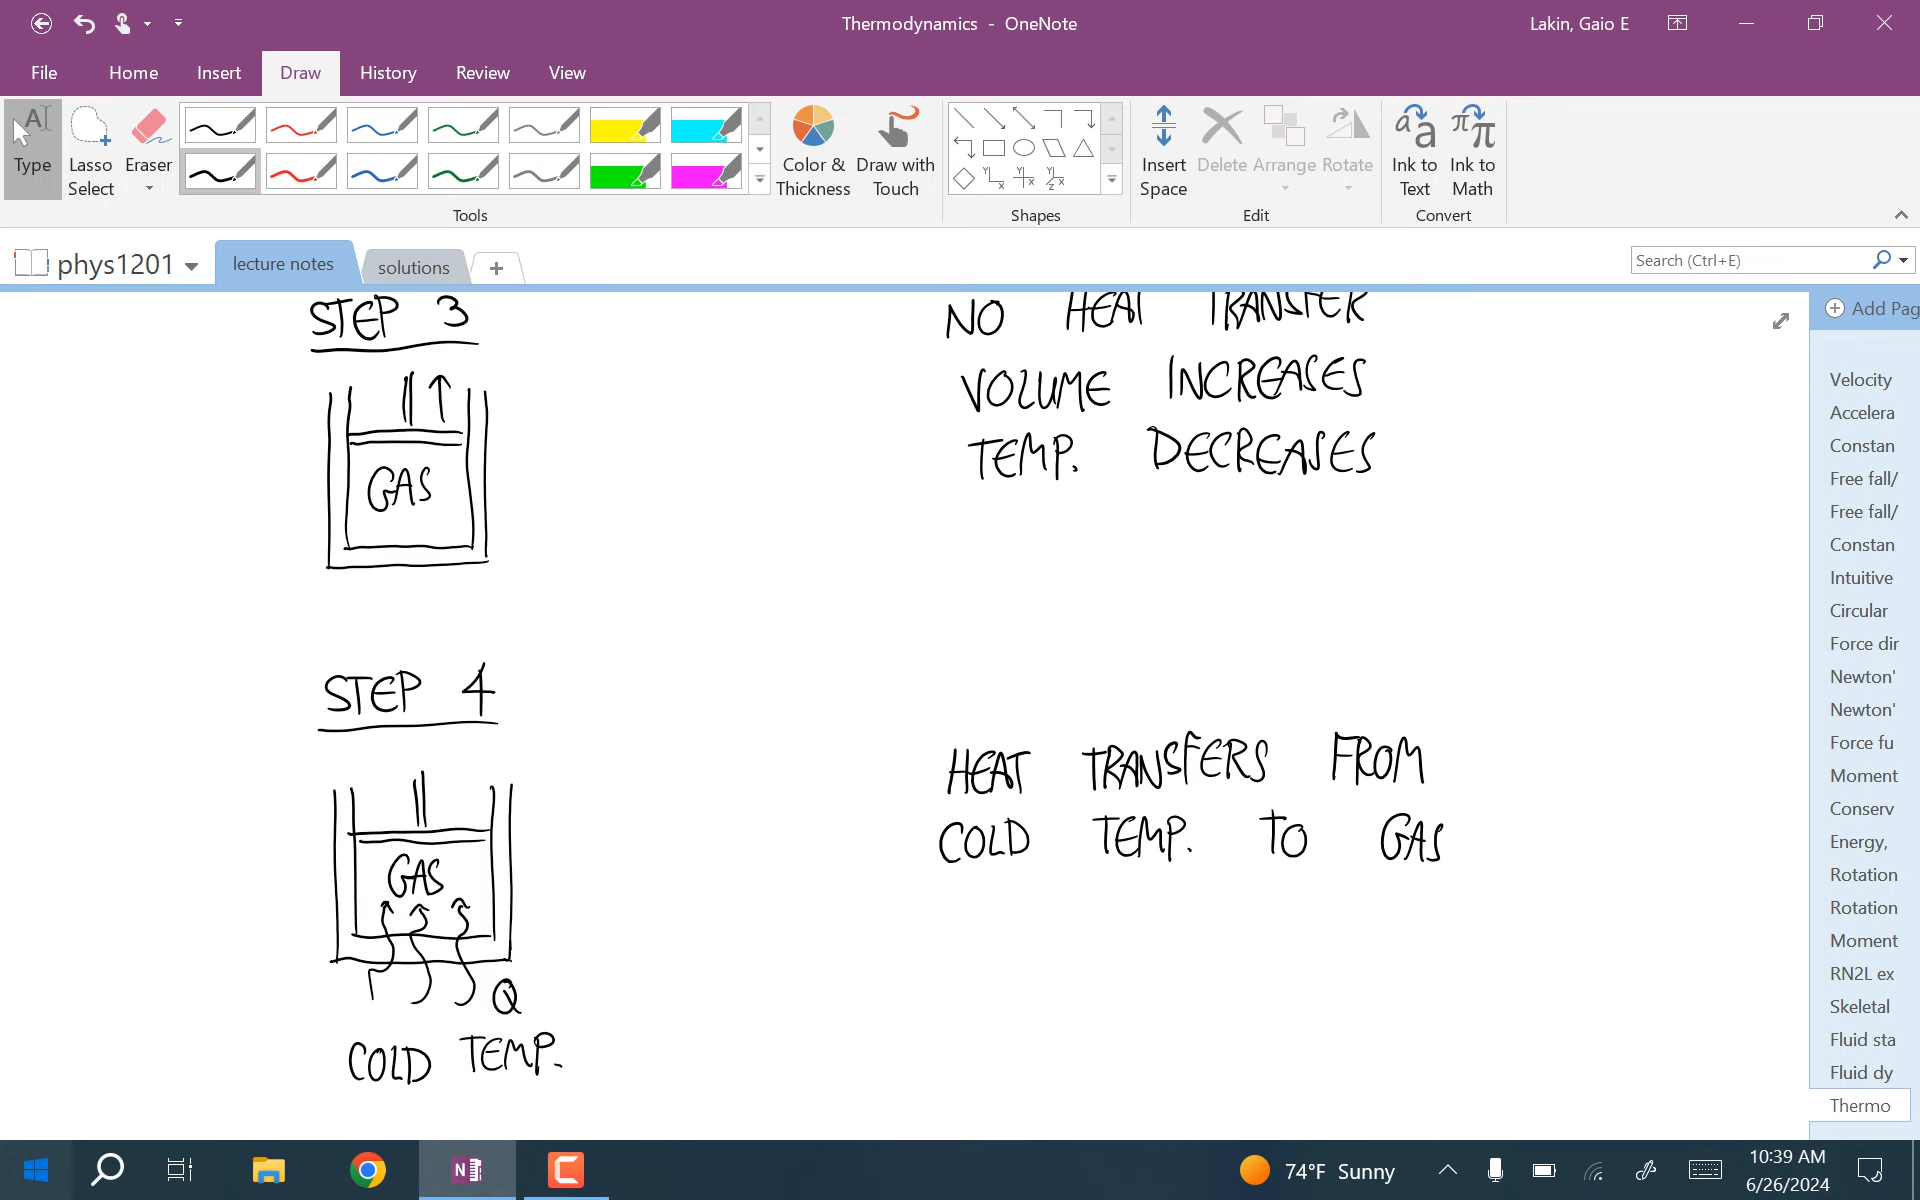 Thermodynamics - OneNote
Lakin, Gaio E
File Home Insert Draw History Review View
Type
Lasso Select
Eraser
Color & Thickness
Draw with Touch
Insert Space
Delete
Arrange
Rotate
Ink to Text
Ink to Math
Tools
Shapes
Edit
Convert
phys1201
lecture notes
solutions
Search (Ctrl+E)
STEP 3
GAS
NO HEAT TRANSFER
VOLUME INCREASES
TEMP. DECREASES
STEP 4
GAS
Q
COLD TEMP.
HEAT TRANSFERS FROM
COLD TEMP. TO GAS
Add Pag
Velocity
Accelera
Constan
Free fall/
Free fall/
Constan
Intuitive
Circular
Force dir
Newton'
Newton'
Force fu
Moment
Conserv
Energy,
Rotation
Rotation
Moment
RN2L ex
Skeletal
Fluid sta
Fluid dy
Thermo
74°F Sunny
10:39 AM
6/26/2024